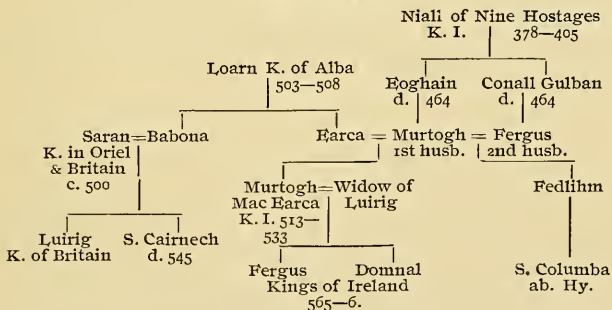 Niall of Nine Hostages
K. I. 378—405
Loarn K. of Alba
503—508
Eoghain Conall Gulban
d. 464 d. 464
Saran=Babona Earca = Murtogh = Fergus
K. in Oriel 1st husb. 2nd husb.
& Britain
c. 500
Murtogh=Widow of Fedlihm
Mac Earca Luirig
K. I. 513—
533
Luirig S. Cairnech
K. of Britain d. 545
Fergus Domnal S. Columba
Kings of Ireland ab. Hy.
565—6.